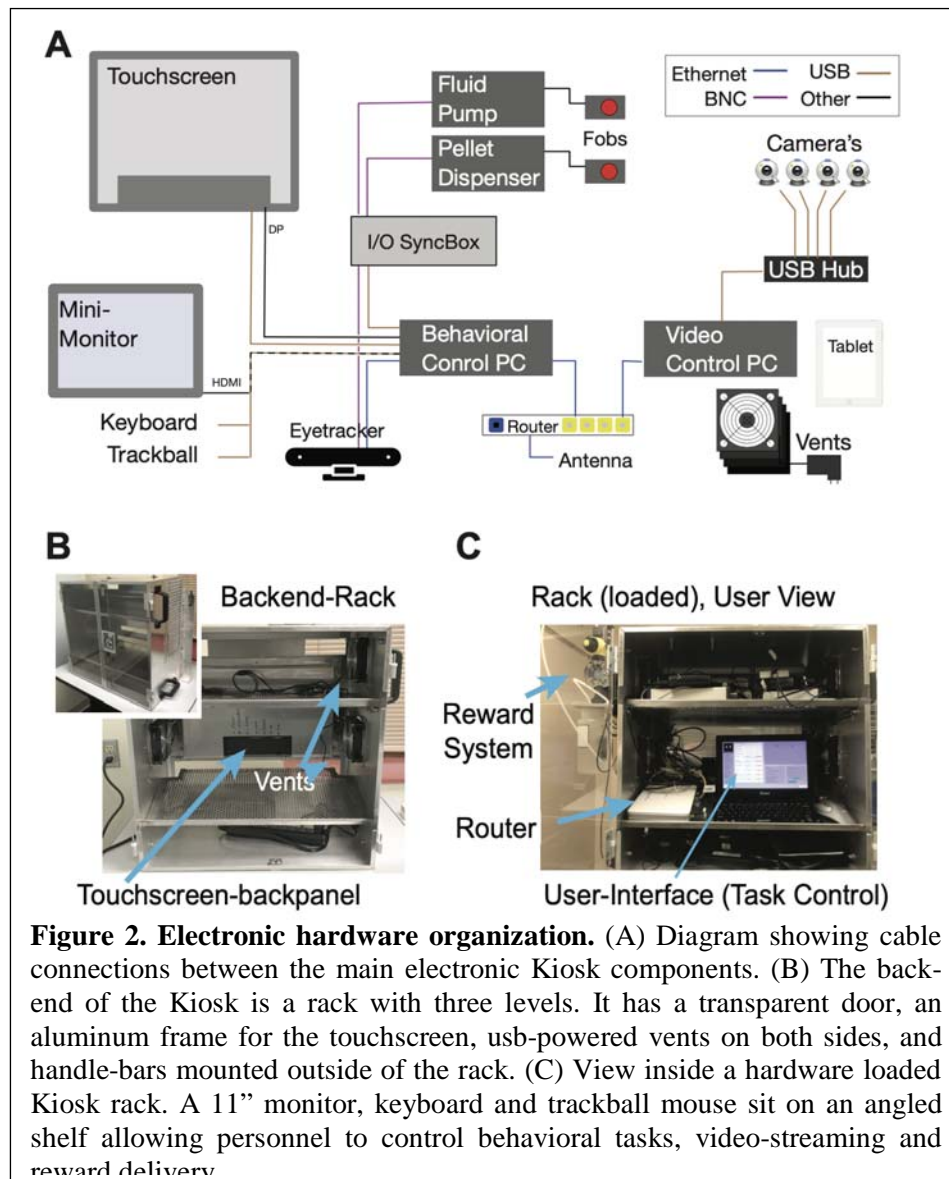 A
Touchscreen
Fluid
Pump
Pellet
Dispenser
Fobs
Ethernet
USB
BNC
Other
Camera's
DP
I/O SyncBox
USB Hub
Mini-
Monitor
HDMI
Behavioral
Conrol PC
Video
Control PC
Tablet
Keyboard
Trackball
Eyetracker
Router
Antenna
Vents
B
Backend-Rack
Vents
Touchscreen-backpanel
C
Rack (loaded), User View
Reward
System
Router
User-Interface (Task Control)
Figure 2. Electronic hardware organization. (A) Diagram showing cable
connections between the main electronic Kiosk components. (B) The back-
end of the Kiosk is a rack with three levels. It has a transparent door, an
aluminum frame for the touchscreen, usb-powered vents on both sides, and
handle-bars mounted outside of the rack. (C) View inside a hardware loaded
Kiosk rack. A 11” monitor, keyboard and trackball mouse sit on an angled
shelf allowing personnel to control behavioral tasks, video-streaming and
reward delivery